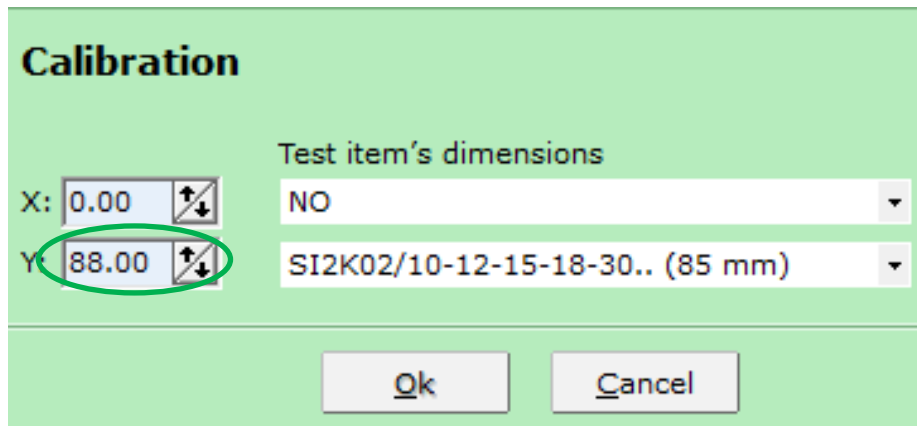 Calibration
Test item's dimensions
X: 0.00 NO
Y: 88.00 SI2K02/10-12-15-18-30.. (85 mm)
Ok Cancel